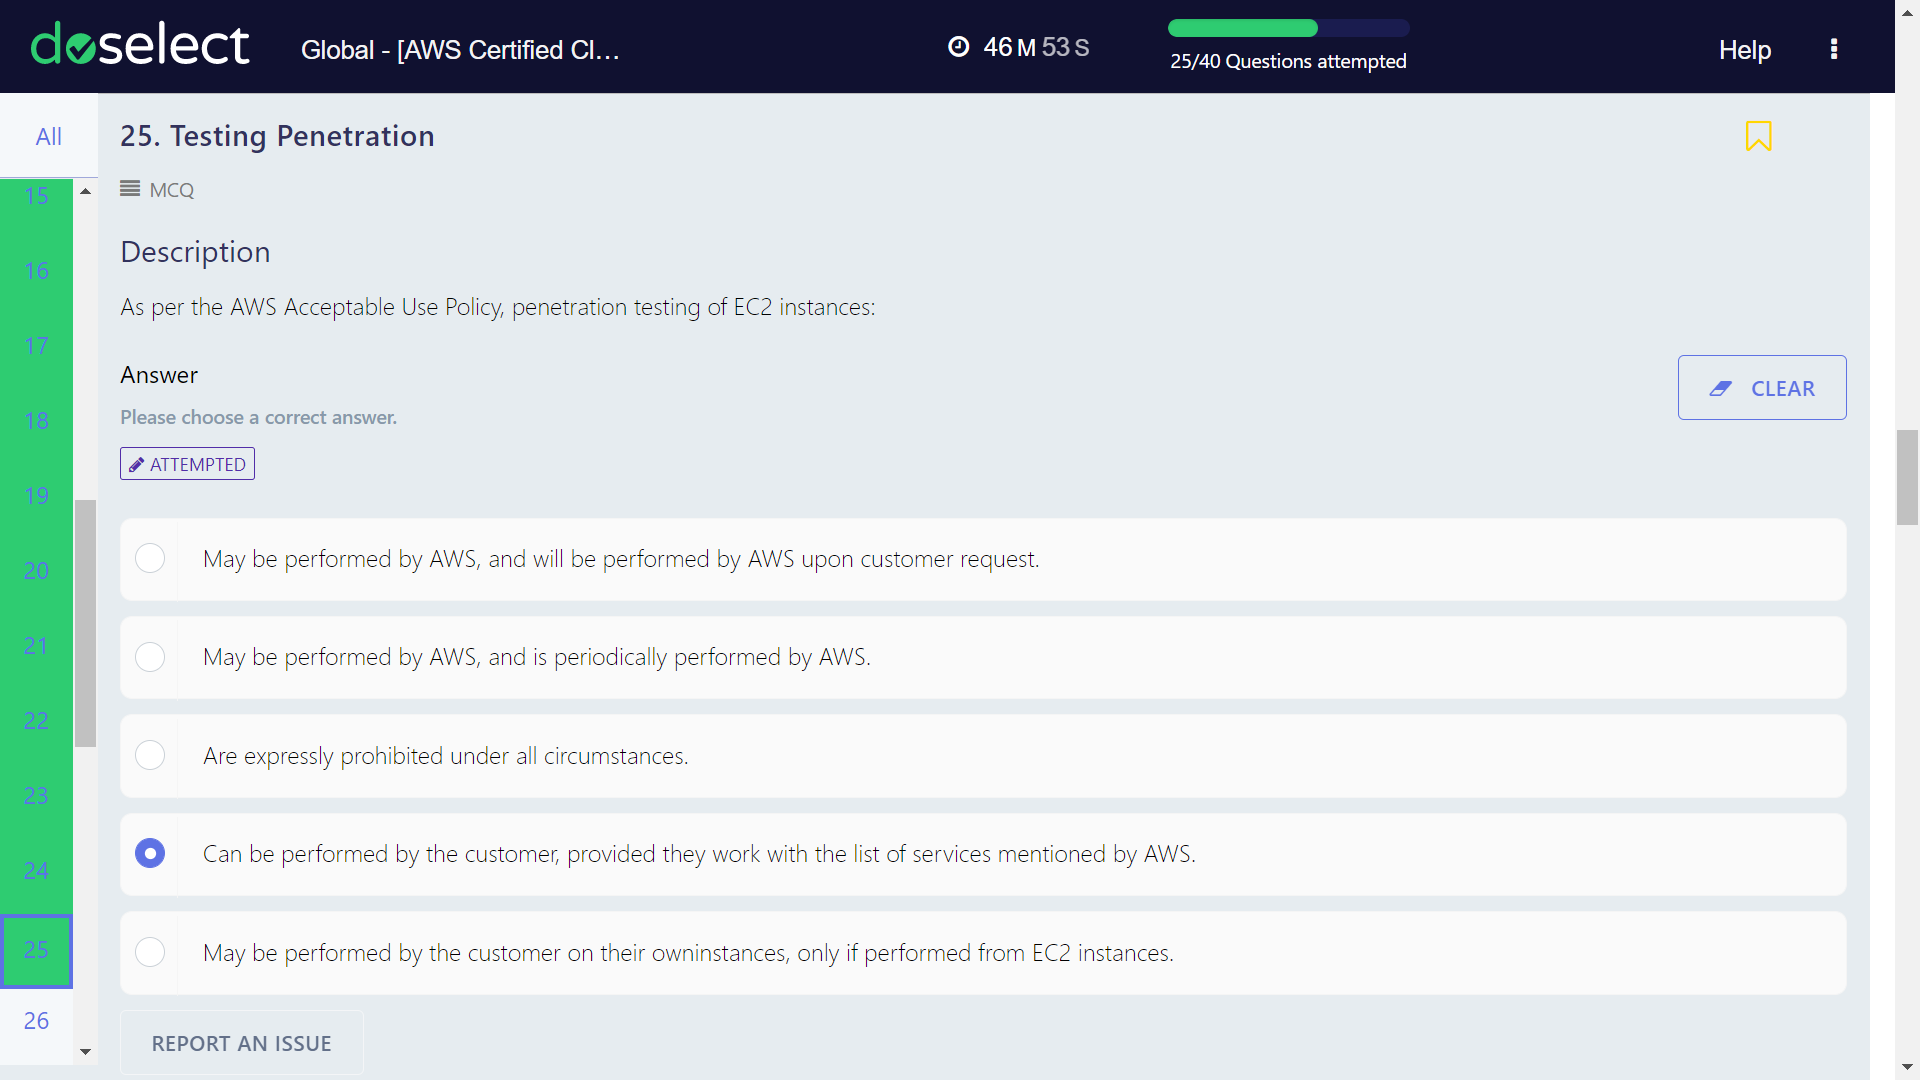 doselect
Global - [AWS Certified Cl...
46 M 53 S
25/40 Questions attempted
Help
All
15
16
17
18
19
20
21
22
23
24
25
26
25. Testing Penetration
MCQ
Description
As per the AWS Acceptable Use Policy, penetration testing of EC2 instances:
Answer
Please choose a correct answer.
CLEAR
ATTEMPTED
May be performed by AWS, and will be performed by AWS upon customer request.
May be performed by AWS, and is periodically performed by AWS.
Are expressly prohibited under all circumstances.
Can be performed by the customer, provided they work with the list of services mentioned by AWS.
May be performed by the customer on their owninstances, only if performed from EC2 instances.
REPORT AN ISSUE